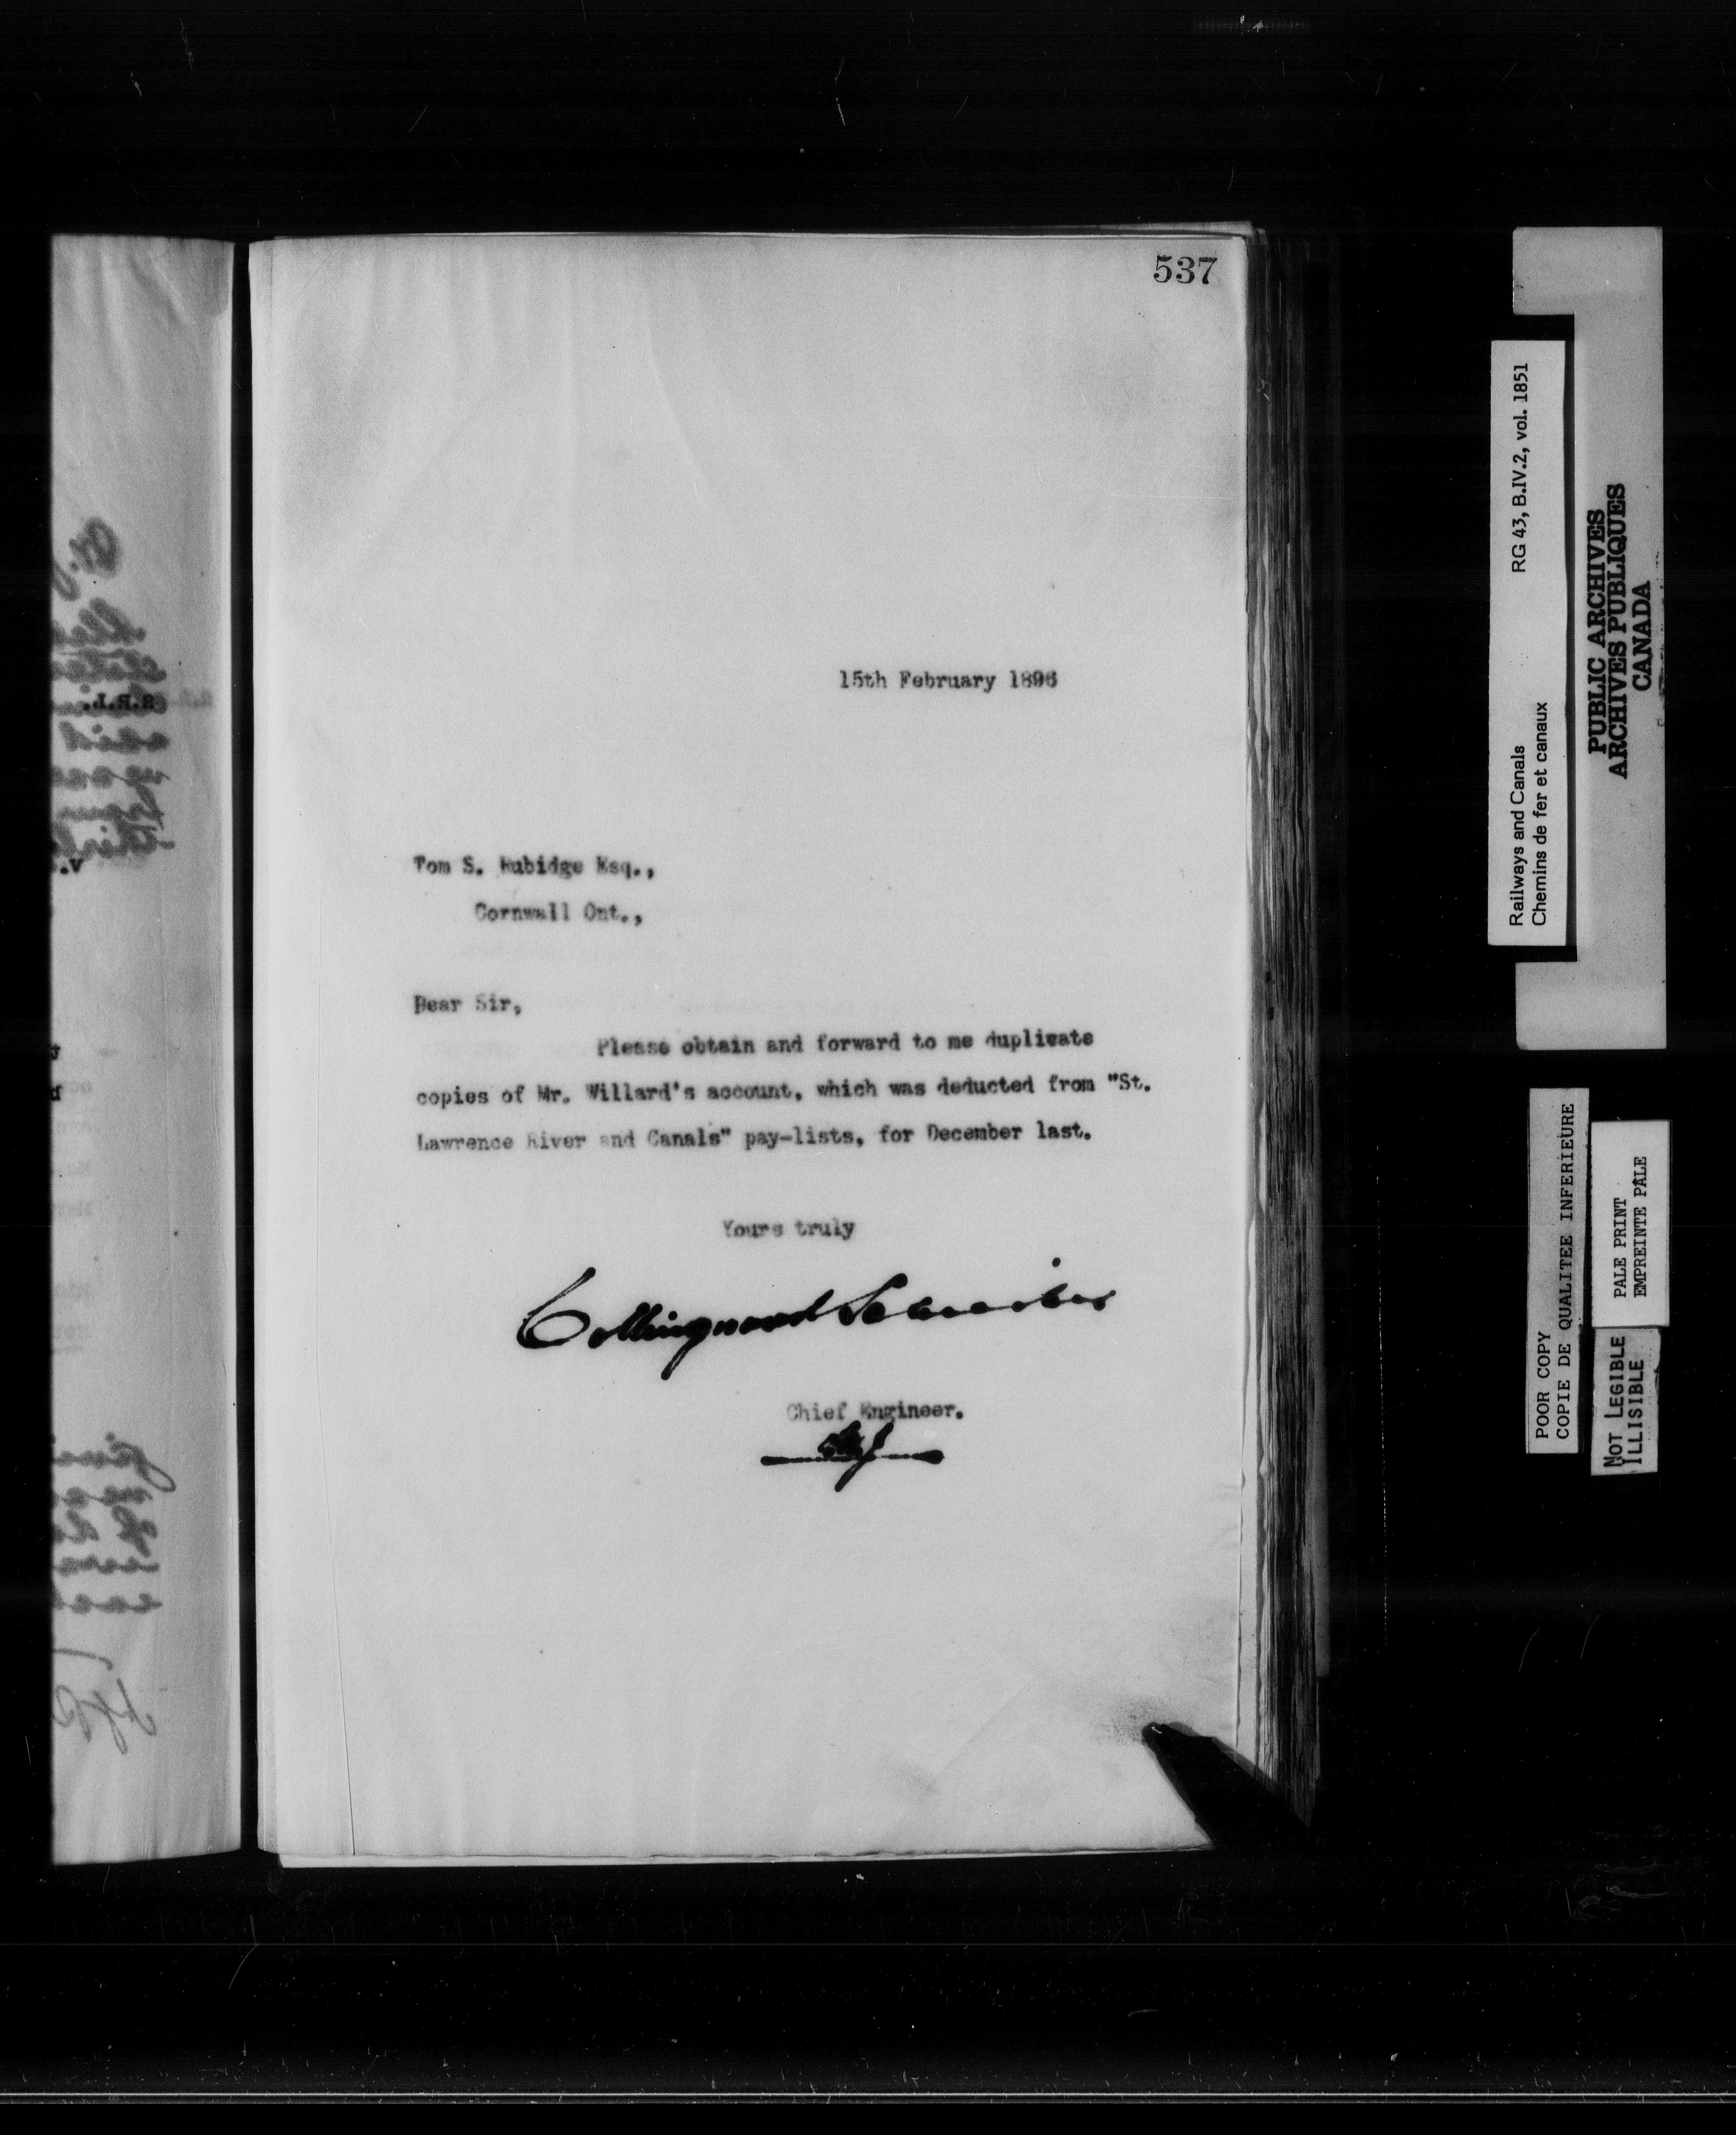 537
15th February 1896
Tom S. Rubidge Esq.,
Cornwall Ont.,
Dear Sir,
Please obtain and forward to me duplicate
copies of Mr. Willard's account, which was deducted from "St.
Lawrence River and Canals" pay-lists, for December last.
Yours truly
Collingwood Schreiber
Chief Engineer.
Railways and Canals RG 43, B.IV.2, vol. 1851
Chemins de fer et canaux
PUBLIC ARCHIVES
ARCHIVES PUBLIQUES
CANADA
POOR COPY
COPIE DE QUALITEE INFERIEURE
PALE PRINT
EMPREINTE PÂLE
NOT LEGIBLE
ILLISIBLE